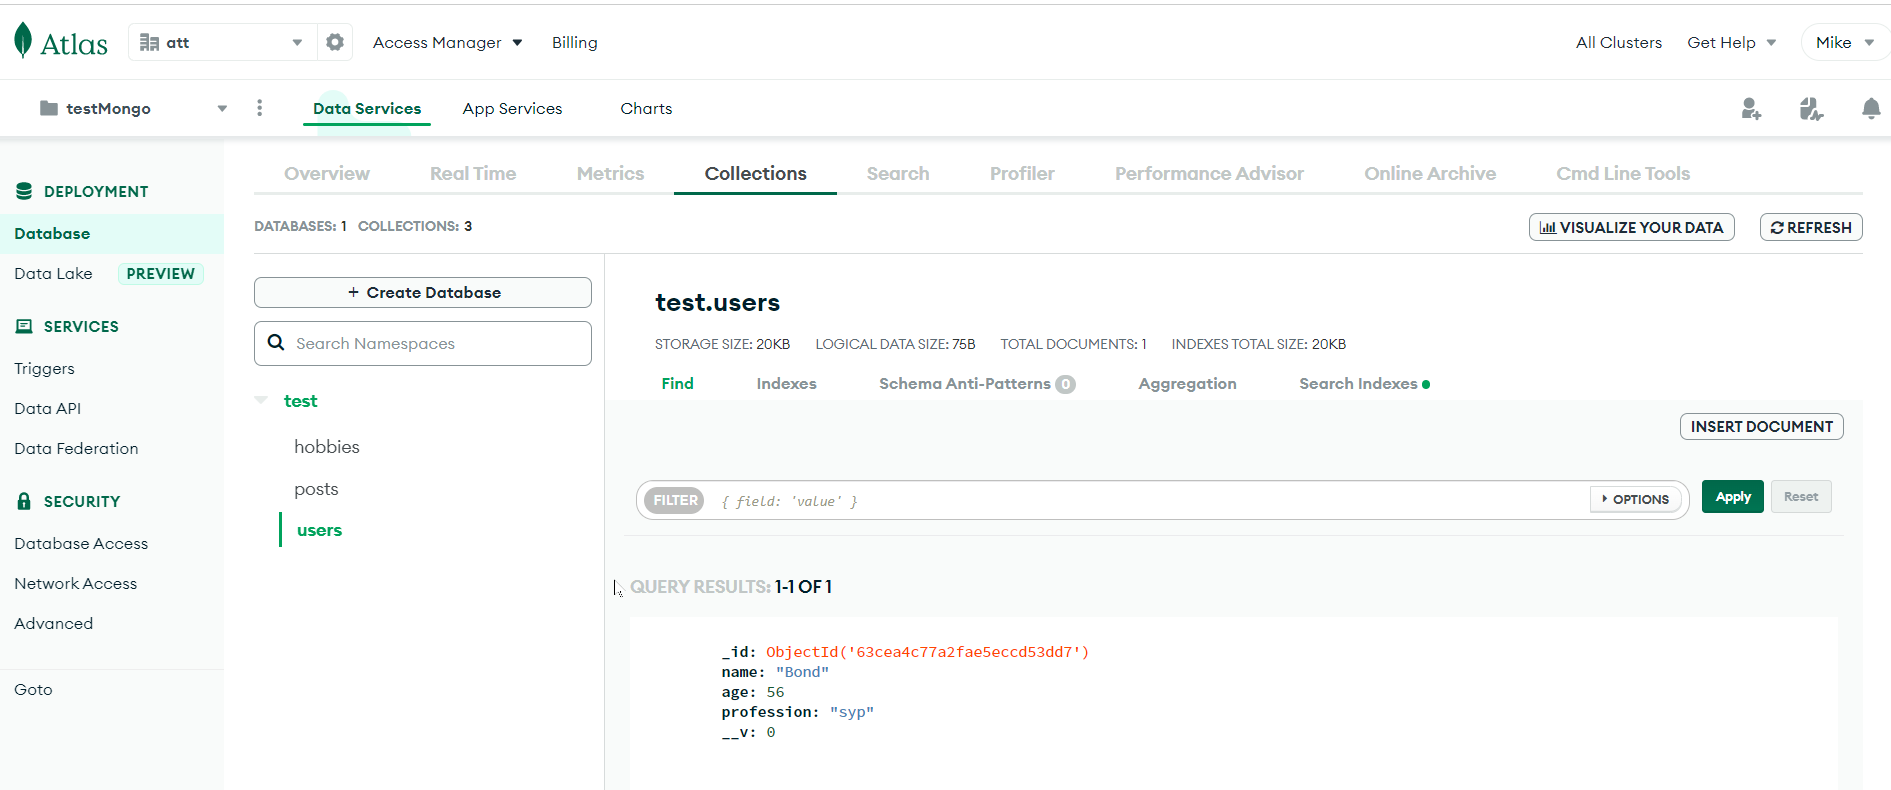 Atlas att Access Manager Billing All Clusters Get Help Mike
testMongo Data Services App Services Charts
Overview Real Time Metrics Collections Search Profiler Performance Advisor Online Archive Cmd Line Tools
DEPLOYMENT
Database
Data Lake PREVIEW
SERVICES
Triggers
Data API
Data Federation
SECURITY
Database Access
Network Access
Advanced
Goto
DATABASES: 1 COLLECTIONS: 3
VISUALIZE YOUR DATA REFRESH
+ Create Database
Search Namespaces
test
hobbies
posts
users
test.users
STORAGE SIZE: 20KB LOGICAL DATA SIZE: 75B TOTAL DOCUMENTS: 1 INDEXES TOTAL SIZE: 20KB
Find Indexes Schema Anti-Patterns 0 Aggregation Search Indexes
INSERT DOCUMENT
FILTER { field: 'value' } OPTIONS Apply Reset
QUERY RESULTS: 1-1 OF 1
_id: ObjectId('63cea4c77a2fae5eccd53dd7')
name: "Bond"
age: 56
profession: "syp"
__v: 0